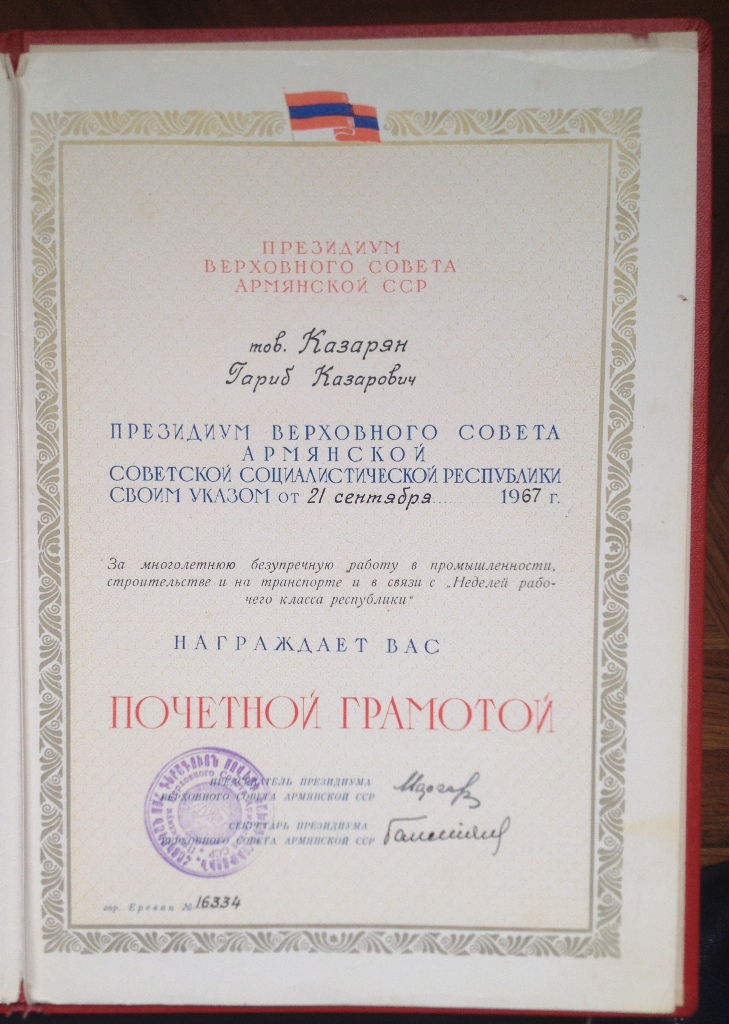 ПРЕЗИДИУМ
ВЕРХОВНОГО СОВЕТА
АРМЯНСКОЙ ССР
тов. Казарян
Гариб Казарович
ПРЕЗИДИУМ ВЕРХОВНОГО СОВЕТА
АРМЯНСКОЙ
СОВЕТСКОЙ СОЦИАЛИСТИЧЕСКОЙ РЕСПУБЛИКИ
СВОИМ УКАЗОМ от 21 сентября 1967 г.
За многолетнюю безупречную работу в промышленности,
строительстве и на транспорте и в связи с „Неделей рабо-
чего класса республики“
НАГРАЖДАЕТ ВАС
ПОЧЕТНОЙ ГРАМОТОЙ
ПРЕДСЕДАТЕЛЬ ПРЕЗИДИУМА
ВЕРХОВНОГО СОВЕТА АРМЯНСКОЙ ССР
СЕКРЕТАРЬ ПРЕЗИДИУМА
ВЕРХОВНОГО СОВЕТА АРМЯНСКОЙ ССР
гор. Ереван № 16334